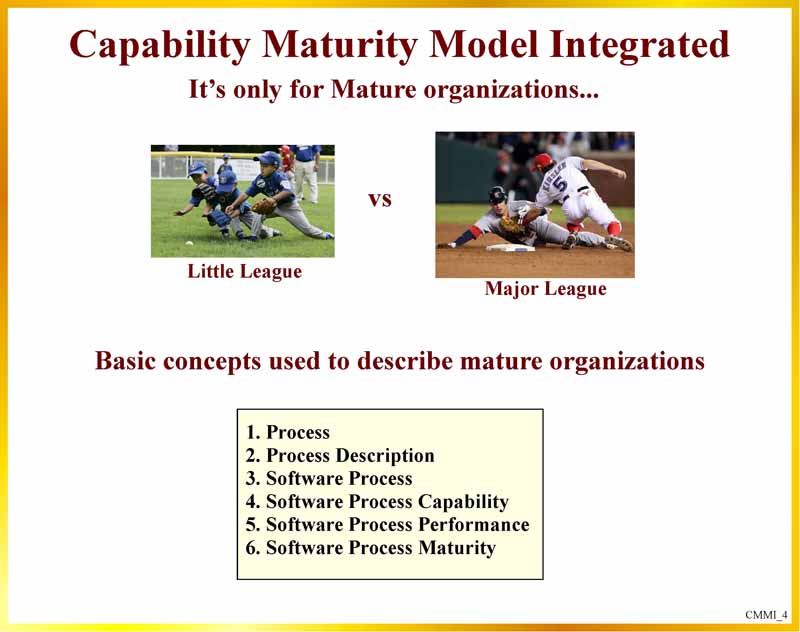 Capability Maturity Model Integrated
It’s only for Mature organizations...
vs
Little League
Major League
Basic concepts used to describe mature organizations
1. Process
2. Process Description
3. Software Process
4. Software Process Capability
5. Software Process Performance
6. Software Process Maturity
CMMI_4